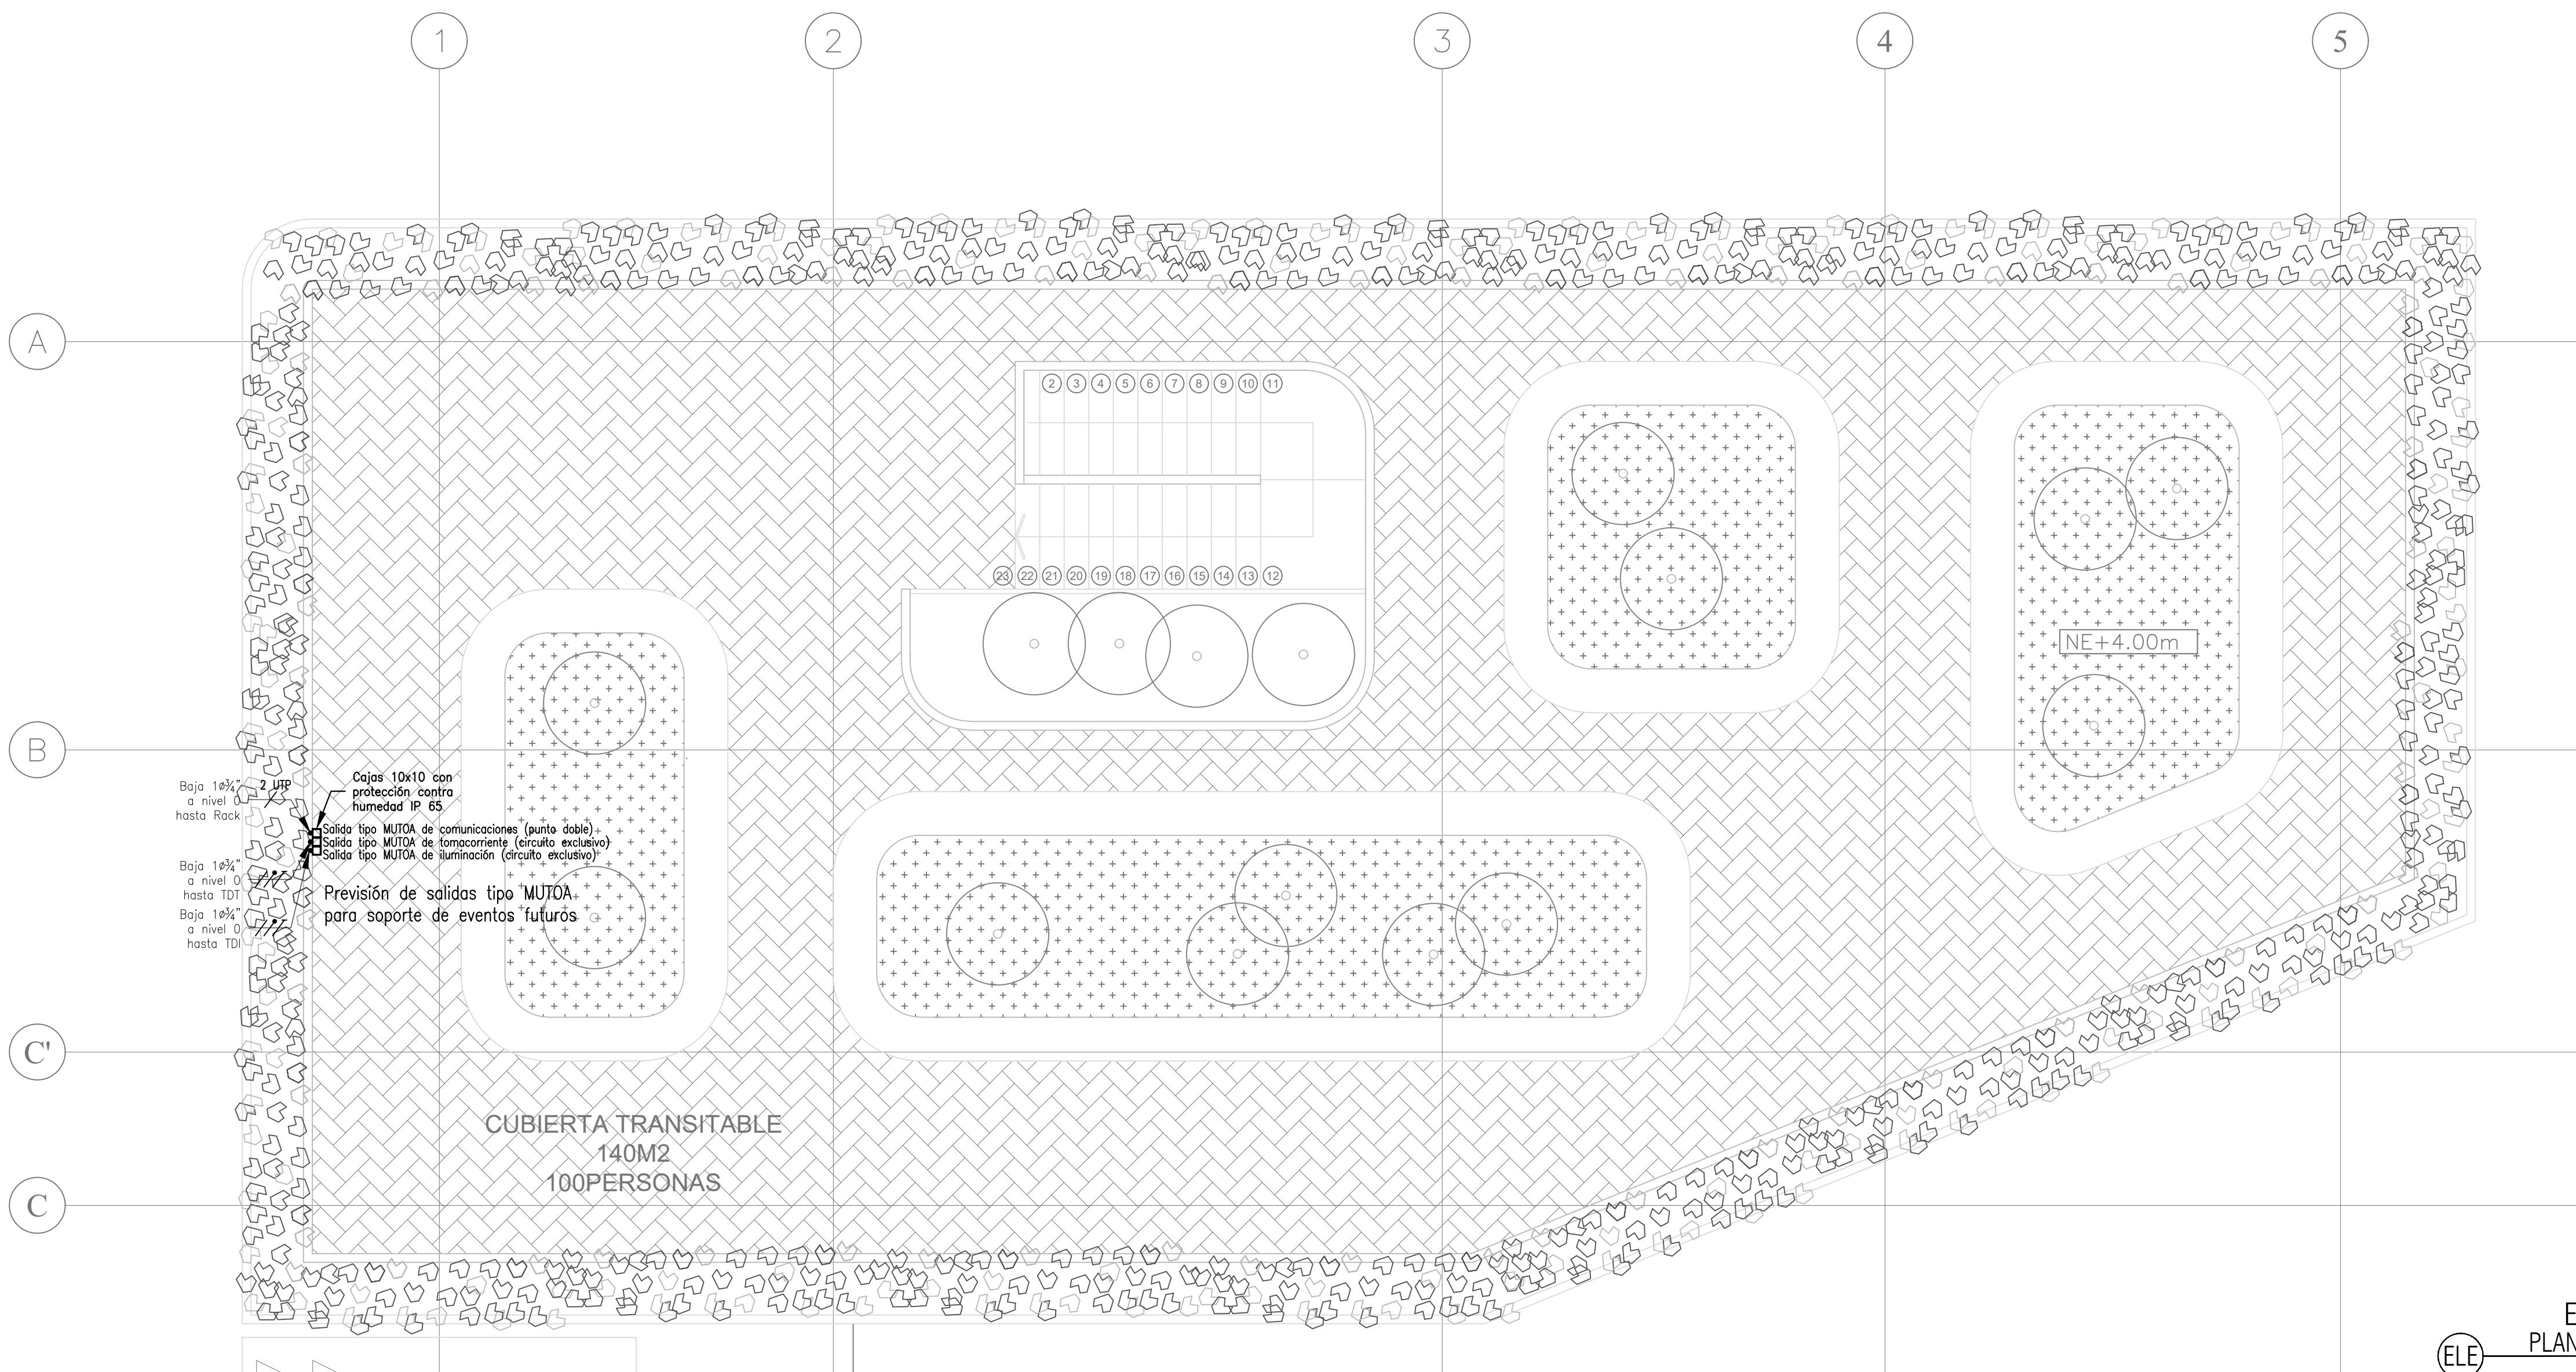 1 2 3 4 5
A
2 3 4 5 6 7 8 9 10 11
23 22 21 20 19 18 17 16 15 14 13 12
NE+4.00m
B
Baja 1ø¾"
a nivel 0
hasta Rack
2 UTP
Cajas 10x10 con
protección contra
humedad IP 65
Salida tipo MUTOA de comunicaciones (punto doble)
Salida tipo MUTOA de tomacorriente (circuito exclusivo)
Salida tipo MUTOA de iluminación (circuito exclusivo)
Baja 1ø¾"
a nivel 0
hasta TDT
Previsión de salidas tipo MUTOA
para soporte de eventos futuros
Baja 1ø¾"
a nivel 0
hasta TDI
C'
CUBIERTA TRANSITABLE
140M2
100PERSONAS
C
E
PLAN
ELE